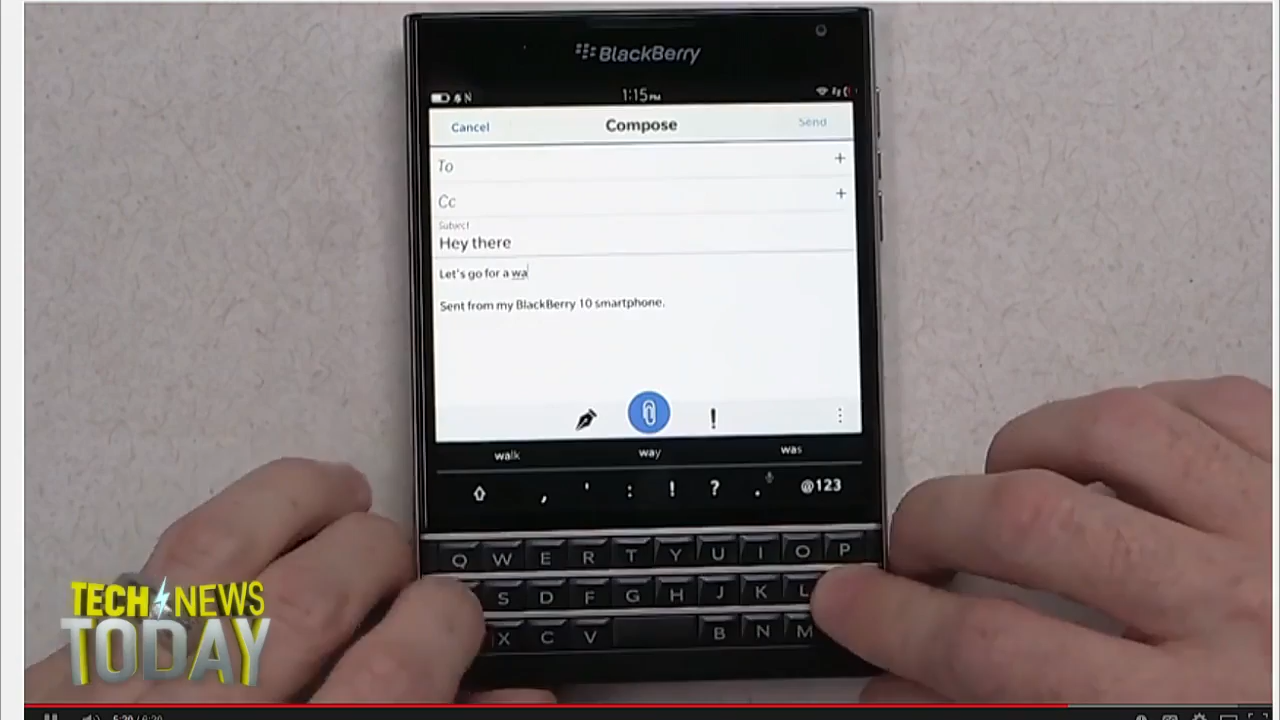 BlackBerry
1:15 PM
Cancel Compose Send
To +
Cc +
Subject
Hey there
Let's go for a wa
Sent from my BlackBerry 10 smartphone.
!
walk way was
, ' : ! ? . @123
Q W E R T Y U I O P
S D F G H J K L
X C V B N M
TECH NEWS
TODAY